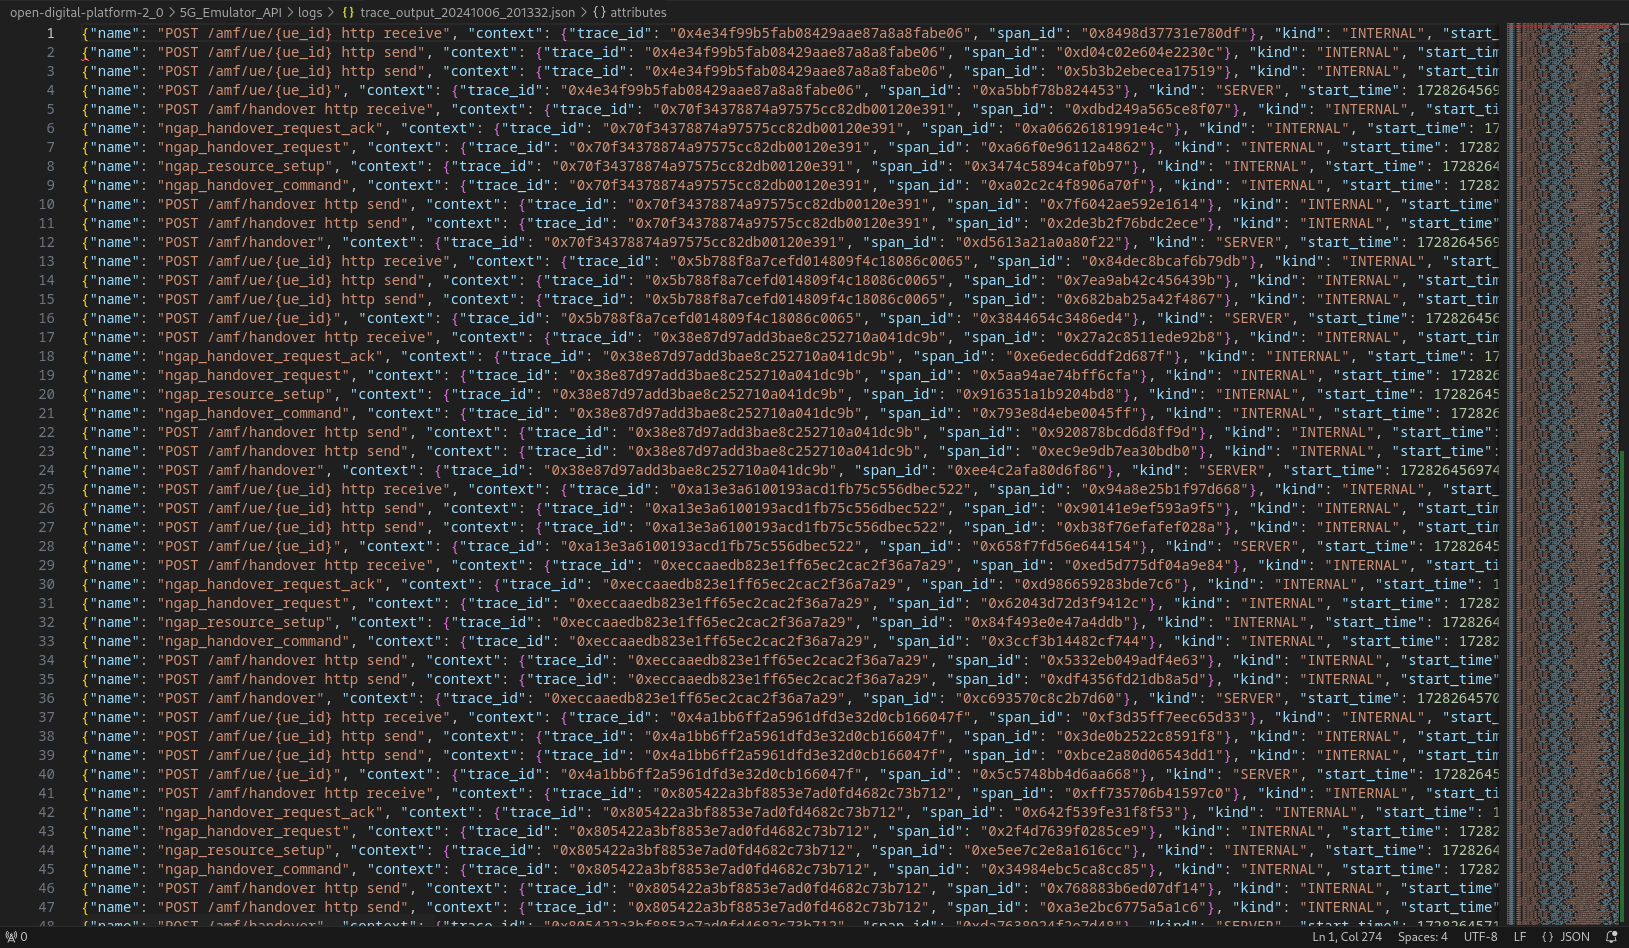 open-digital-platform-2_0 > 5G_Emulator_API > logs > {} trace_output_20241006_201332.json > {} attributes
1 {"name": "POST /amf/ue/{ue_id} http receive", "context": {"trace_id": "0x4e34f99b5fab08429aae87a8a8fabe06", "span_id": "0x8498d37731e780df"}, "kind": "INTERNAL", "start_
2 {"name": "POST /amf/ue/{ue_id} http send", "context": {"trace_id": "0x4e34f99b5fab08429aae87a8a8fabe06", "span_id": "0xd04c02e604e2230c"}, "kind": "INTERNAL", "start_tim
3 {"name": "POST /amf/ue/{ue_id} http send", "context": {"trace_id": "0x4e34f99b5fab08429aae87a8a8fabe06", "span_id": "0x5b3b2ebecea17519"}, "kind": "INTERNAL", "start_tim
4 {"name": "POST /amf/ue/{ue_id}", "context": {"trace_id": "0x4e34f99b5fab08429aae87a8a8fabe06", "span_id": "0xa5bbf78b824453"}, "kind": "SERVER", "start_time": 1728264569
5 {"name": "POST /amf/handover http receive", "context": {"trace_id": "0x70f34378874a97575cc82db00120e391", "span_id": "0xdbd249a565ce8f07"}, "kind": "INTERNAL", "start_ti
6 {"name": "ngap_handover_request_ack", "context": {"trace_id": "0x70f34378874a97575cc82db00120e391", "span_id": "0xa06626181991e4c"}, "kind": "INTERNAL", "start_time": 17
7 {"name": "ngap_handover_request", "context": {"trace_id": "0x70f34378874a97575cc82db00120e391", "span_id": "0xa66f0e96112a4862"}, "kind": "INTERNAL", "start_time": 17282
8 {"name": "ngap_resource_setup", "context": {"trace_id": "0x70f34378874a97575cc82db00120e391", "span_id": "0x3474c5894caf0b97"}, "kind": "INTERNAL", "start_time": 1728264
9 {"name": "ngap_handover_command", "context": {"trace_id": "0x70f34378874a97575cc82db00120e391", "span_id": "0xa02c2c4f8906a70f"}, "kind": "INTERNAL", "start_time": 17282
10 {"name": "POST /amf/handover http send", "context": {"trace_id": "0x70f34378874a97575cc82db00120e391", "span_id": "0x7f6042ae592e1614"}, "kind": "INTERNAL", "start_time"
11 {"name": "POST /amf/handover http send", "context": {"trace_id": "0x70f34378874a97575cc82db00120e391", "span_id": "0x2de3b2f76bdc2ece"}, "kind": "INTERNAL", "start_time"
12 {"name": "POST /amf/handover", "context": {"trace_id": "0x70f34378874a97575cc82db00120e391", "span_id": "0xd5613a21a0a80f22"}, "kind": "SERVER", "start_time": 1728264569
13 {"name": "POST /amf/ue/{ue_id} http receive", "context": {"trace_id": "0x5b788f8a7cefd014809f4c18086c0065", "span_id": "0x84dec8bcaf6b79db"}, "kind": "INTERNAL", "start_
14 {"name": "POST /amf/ue/{ue_id} http send", "context": {"trace_id": "0x5b788f8a7cefd014809f4c18086c0065", "span_id": "0x7ea9ab42c456439b"}, "kind": "INTERNAL", "start_tim
15 {"name": "POST /amf/ue/{ue_id} http send", "context": {"trace_id": "0x5b788f8a7cefd014809f4c18086c0065", "span_id": "0x682bab25a42f4867"}, "kind": "INTERNAL", "start_tim
16 {"name": "POST /amf/ue/{ue_id}", "context": {"trace_id": "0x5b788f8a7cefd014809f4c18086c0065", "span_id": "0x3844654c3486ed4"}, "kind": "SERVER", "start_time": 172826456
17 {"name": "POST /amf/handover http receive", "context": {"trace_id": "0x38e87d97add3bae8c252710a041dc9b", "span_id": "0x27a2c8511ede92b8"}, "kind": "INTERNAL", "start_tim
18 {"name": "ngap_handover_request_ack", "context": {"trace_id": "0x38e87d97add3bae8c252710a041dc9b", "span_id": "0xe6edec6ddf2d687f"}, "kind": "INTERNAL", "start_time": 17
19 {"name": "ngap_handover_request", "context": {"trace_id": "0x38e87d97add3bae8c252710a041dc9b", "span_id": "0x5aa94ae74bff6cfa"}, "kind": "INTERNAL", "start_time": 172826
20 {"name": "ngap_resource_setup", "context": {"trace_id": "0x38e87d97add3bae8c252710a041dc9b", "span_id": "0x916351a1b9204bd8"}, "kind": "INTERNAL", "start_time": 17282645
21 {"name": "ngap_handover_command", "context": {"trace_id": "0x38e87d97add3bae8c252710a041dc9b", "span_id": "0x793e8d4ebe0045ff"}, "kind": "INTERNAL", "start_time": 172826
22 {"name": "POST /amf/handover http send", "context": {"trace_id": "0x38e87d97add3bae8c252710a041dc9b", "span_id": "0x920878bcd6d8ff9d"}, "kind": "INTERNAL", "start_time":
23 {"name": "POST /amf/handover http send", "context": {"trace_id": "0x38e87d97add3bae8c252710a041dc9b", "span_id": "0xec9e9db7ea30bdb0"}, "kind": "INTERNAL", "start_time":
24 {"name": "POST /amf/handover", "context": {"trace_id": "0x38e87d97add3bae8c252710a041dc9b", "span_id": "0xee4c2afa80d6f86"}, "kind": "SERVER", "start_time": 172826456974
25 {"name": "POST /amf/ue/{ue_id} http receive", "context": {"trace_id": "0xa13e3a6100193acd1fb75c556dbec522", "span_id": "0x94a8e25b1f97d668"}, "kind": "INTERNAL", "start_
26 {"name": "POST /amf/ue/{ue_id} http send", "context": {"trace_id": "0xa13e3a6100193acd1fb75c556dbec522", "span_id": "0x90141e9ef593a9f5"}, "kind": "INTERNAL", "start_tim
27 {"name": "POST /amf/ue/{ue_id} http send", "context": {"trace_id": "0xa13e3a6100193acd1fb75c556dbec522", "span_id": "0xb38f76efafef028a"}, "kind": "INTERNAL", "start_tim
28 {"name": "POST /amf/ue/{ue_id}", "context": {"trace_id": "0xa13e3a6100193acd1fb75c556dbec522", "span_id": "0x658f7fd56e644154"}, "kind": "SERVER", "start_time": 17282645
29 {"name": "POST /amf/handover http receive", "context": {"trace_id": "0xeccaaedb823e1ff65ec2cac2f36a7a29", "span_id": "0xed5d775df04a9e84"}, "kind": "INTERNAL", "start_ti
30 {"name": "ngap_handover_request_ack", "context": {"trace_id": "0xeccaaedb823e1ff65ec2cac2f36a7a29", "span_id": "0xd986659283bde7c6"}, "kind": "INTERNAL", "start_time": 1
31 {"name": "ngap_handover_request", "context": {"trace_id": "0xeccaaedb823e1ff65ec2cac2f36a7a29", "span_id": "0x62043d72d3f9412c"}, "kind": "INTERNAL", "start_time": 17282
32 {"name": "ngap_resource_setup", "context": {"trace_id": "0xeccaaedb823e1ff65ec2cac2f36a7a29", "span_id": "0x84f493e0e47a4ddb"}, "kind": "INTERNAL", "start_time": 1728264
33 {"name": "ngap_handover_command", "context": {"trace_id": "0xeccaaedb823e1ff65ec2cac2f36a7a29", "span_id": "0x3ccf3b14482cf744"}, "kind": "INTERNAL", "start_time": 17282
34 {"name": "POST /amf/handover http send", "context": {"trace_id": "0xeccaaedb823e1ff65ec2cac2f36a7a29", "span_id": "0x5332eb049adf4e63"}, "kind": "INTERNAL", "start_time"
35 {"name": "POST /amf/handover http send", "context": {"trace_id": "0xeccaaedb823e1ff65ec2cac2f36a7a29", "span_id": "0xdf4356fd21db8a5d"}, "kind": "INTERNAL", "start_time"
36 {"name": "POST /amf/handover", "context": {"trace_id": "0xeccaaedb823e1ff65ec2cac2f36a7a29", "span_id": "0xc693570c8c2b7d60"}, "kind": "SERVER", "start_time": 1728264570
37 {"name": "POST /amf/ue/{ue_id} http receive", "context": {"trace_id": "0x4a1bb6ff2a5961dfd3e32d0cb166047f", "span_id": "0xf3d35ff7eec65d33"}, "kind": "INTERNAL", "start_
38 {"name": "POST /amf/ue/{ue_id} http send", "context": {"trace_id": "0x4a1bb6ff2a5961dfd3e32d0cb166047f", "span_id": "0x3de0b2522c8591f8"}, "kind": "INTERNAL", "start_tim
39 {"name": "POST /amf/ue/{ue_id} http send", "context": {"trace_id": "0x4a1bb6ff2a5961dfd3e32d0cb166047f", "span_id": "0xbce2a80d06543dd1"}, "kind": "INTERNAL", "start_tim
40 {"name": "POST /amf/ue/{ue_id}", "context": {"trace_id": "0x4a1bb6ff2a5961dfd3e32d0cb166047f", "span_id": "0x5c5748bb4d6aa668"}, "kind": "SERVER", "start_time": 17282645
41 {"name": "POST /amf/handover http receive", "context": {"trace_id": "0x805422a3bf8853e7ad0fd4682c73b712", "span_id": "0xff735706b41597c0"}, "kind": "INTERNAL", "start_ti
42 {"name": "ngap_handover_request_ack", "context": {"trace_id": "0x805422a3bf8853e7ad0fd4682c73b712", "span_id": "0x642f539fe31f8f53"}, "kind": "INTERNAL", "start_time": 1
43 {"name": "ngap_handover_request", "context": {"trace_id": "0x805422a3bf8853e7ad0fd4682c73b712", "span_id": "0x2f4d7639f0285ce9"}, "kind": "INTERNAL", "start_time": 17282
44 {"name": "ngap_resource_setup", "context": {"trace_id": "0x805422a3bf8853e7ad0fd4682c73b712", "span_id": "0xe5ee7c2e8a1616cc"}, "kind": "INTERNAL", "start_time": 1728264
45 {"name": "ngap_handover_command", "context": {"trace_id": "0x805422a3bf8853e7ad0fd4682c73b712", "span_id": "0x34984ebc5ca8cc85"}, "kind": "INTERNAL", "start_time": 17282
46 {"name": "POST /amf/handover http send", "context": {"trace_id": "0x805422a3bf8853e7ad0fd4682c73b712", "span_id": "0x768883b6ed07df14"}, "kind": "INTERNAL", "start_time"
47 {"name": "POST /amf/handover http send", "context": {"trace_id": "0x805422a3bf8853e7ad0fd4682c73b712", "span_id": "0xa3e2bc6775a5a1c6"}, "kind": "INTERNAL", "start_time"
0 Ln 1, Col 274 Spaces: 4 UTF-8 LF {} JSON